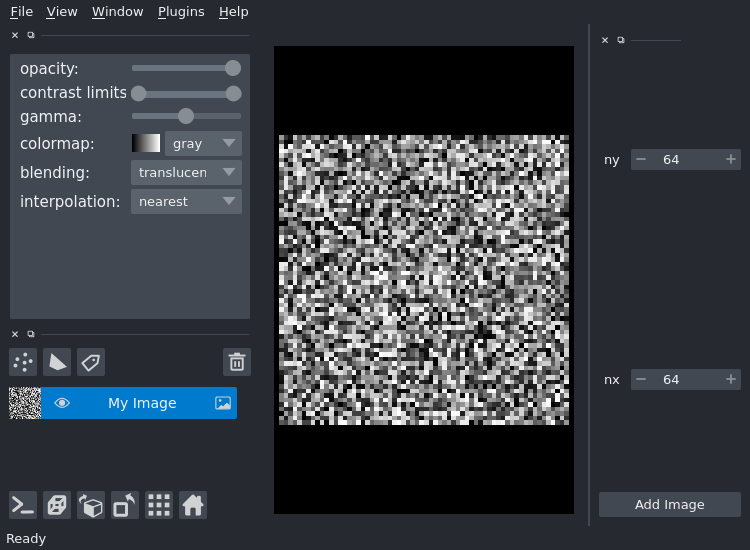 File View Window Plugins Help
opacity:
contrast limits
gamma:
colormap: gray
blending: translucen
interpolation: nearest
ny 64
nx 64
My Image
Add Image
Ready